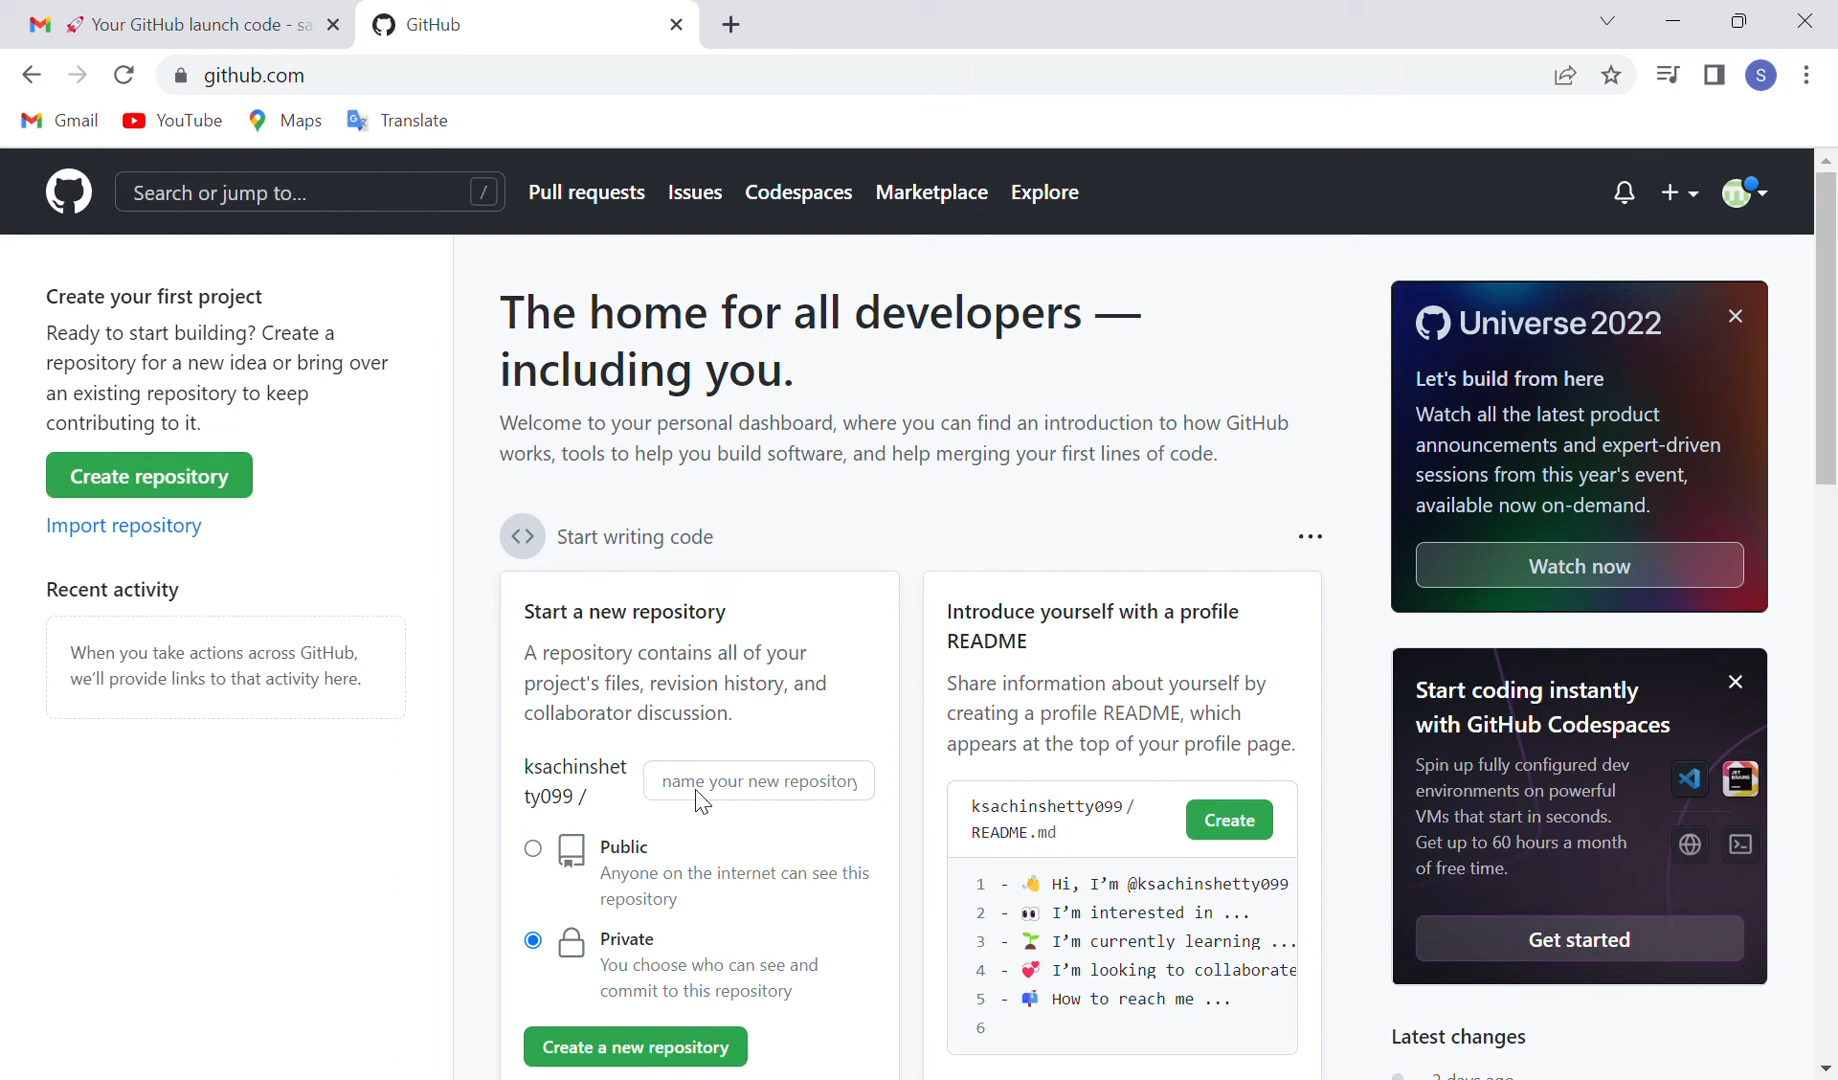 🚀 Your GitHub launch code - sa
GitHub
github.com
S
Gmail YouTube Maps Translate
Search or jump to... /
Pull requests Issues Codespaces Marketplace Explore
Create your first project
Ready to start building? Create a
repository for a new idea or bring over
an existing repository to keep
contributing to it.
Create repository
Import repository
Recent activity
When you take actions across GitHub,
we'll provide links to that activity here.
The home for all developers —
including you.
Welcome to your personal dashboard, where you can find an introduction to how GitHub
works, tools to help you build software, and help merging your first lines of code.
<> Start writing code ...
Start a new repository
A repository contains all of your
project's files, revision history, and
collaborator discussion.
ksachinshet
ty099 /
name your new repository
Public
Anyone on the internet can see this
repository
Private
You choose who can see and
commit to this repository
Create a new repository
Introduce yourself with a profile
README
Share information about yourself by
creating a profile README, which
appears at the top of your profile page.
ksachinshetty099 /
README.md
Create
1 - 👋 Hi, I'm @ksachinshetty099
2 - 👀 I'm interested in ...
3 - 🌱 I'm currently learning ...
4 - 💞️ I'm looking to collaborate
5 - 📫 How to reach me ...
6
Universe 2022
Let's build from here
Watch all the latest product
announcements and expert-driven
sessions from this year's event,
available now on-demand.
Watch now
Start coding instantly
with GitHub Codespaces
Spin up fully configured dev
environments on powerful
VMs that start in seconds.
Get up to 60 hours a month
of free time.
JET
BRAINS
Get started
Latest changes
2 days ago